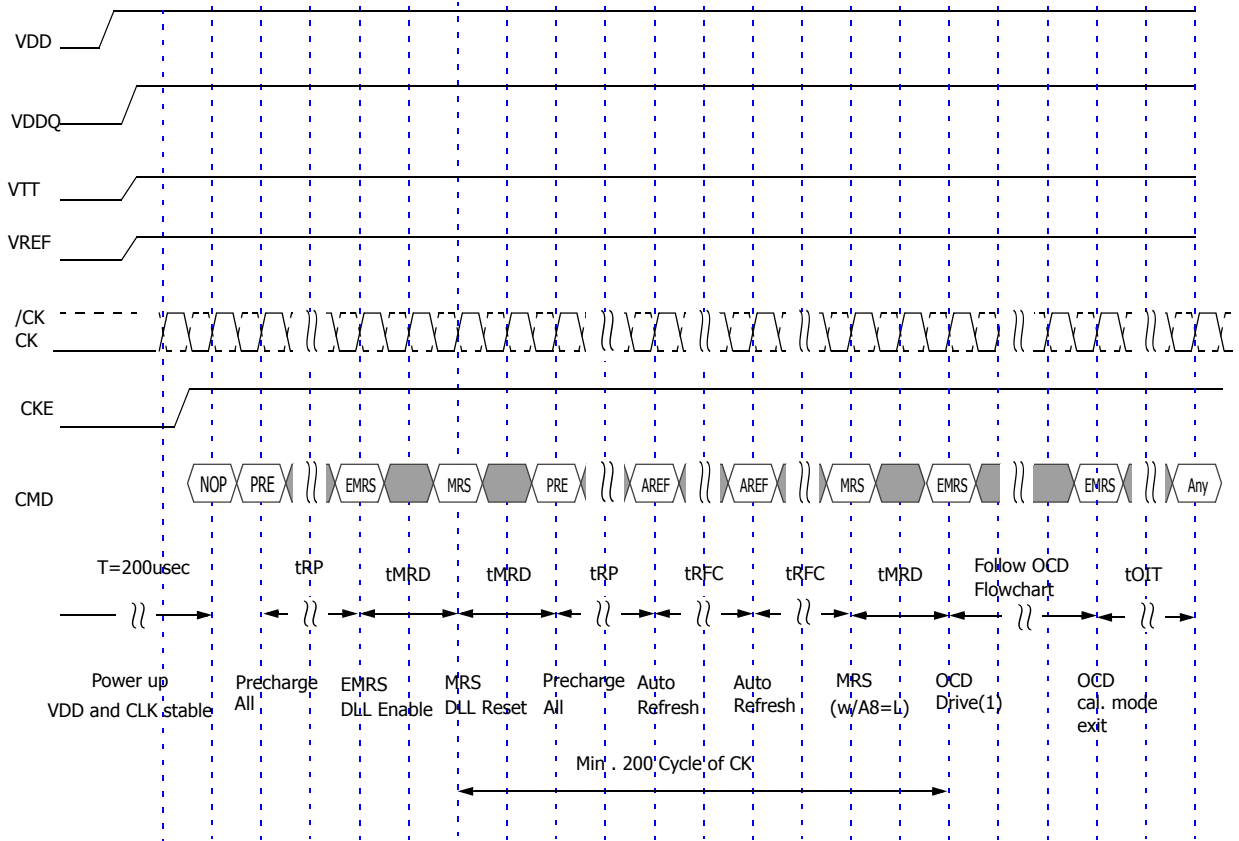 VDD
VDDQ
VTT
VREF
/CK
CK
CKE
CMD
NOP PRE EMRS MRS PRE AREF AREF MRS EMRS EMRS Any
T=200usec tRP tMRD tMRD tRP tRFC tRFC tMRD Follow OCD Flowchart tOIT
Power up
VDD and CLK stable
Precharge
All
EMRS
DLL Enable
MRS
DLL Reset
Precharge
All
Auto
Refresh
Auto
Refresh
MRS
(w/A8=L)
OCD
Drive(1)
OCD
cal. mode
exit
Min . 200 Cycle of CK